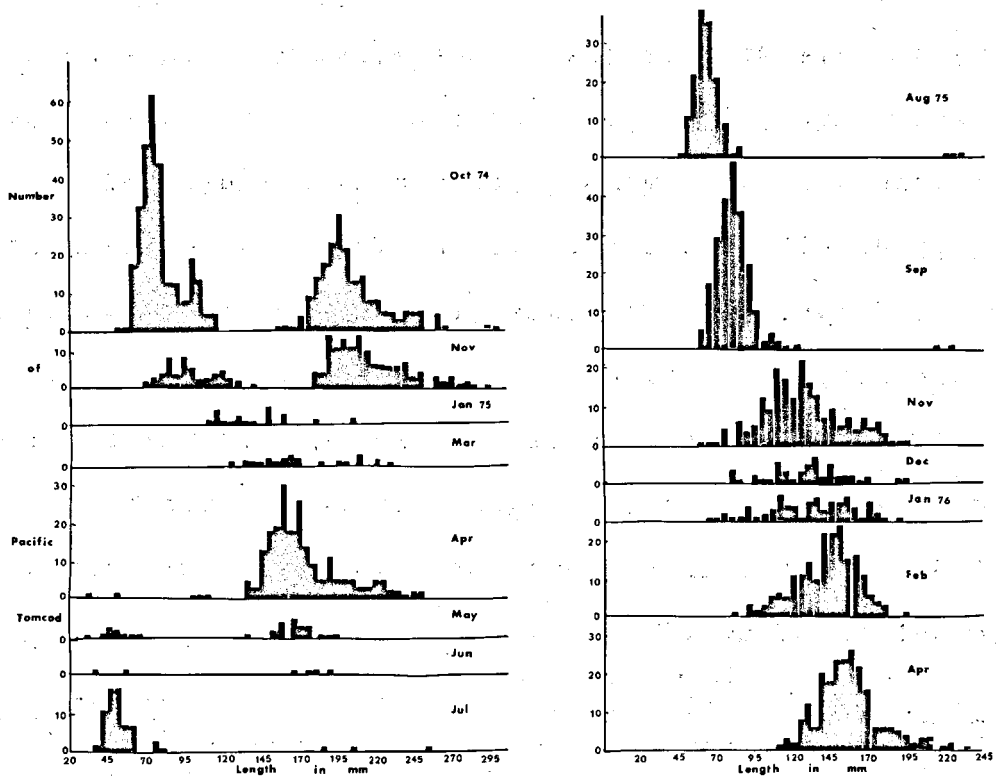 60
50
40
Number
30
20
10
0
Oct 74
Nov
10
of
0
Jan 75
0
Mar
0
30
20
Pacific
10
0
Apr
Tomcod
May
0
Jun
0
Jul
10
0
20 45 70 95 120 145 170 195 220 245 270 295
Length in mm
30
20
10
0
Aug 75
40
30
20
10
0
Sep
20
10
0
Nov
Dec
0
Jan 76
0
Feb
20
10
0
Apr
30
20
10
0
20 45 70 95 120 145 170 195 220 245
Length in mm